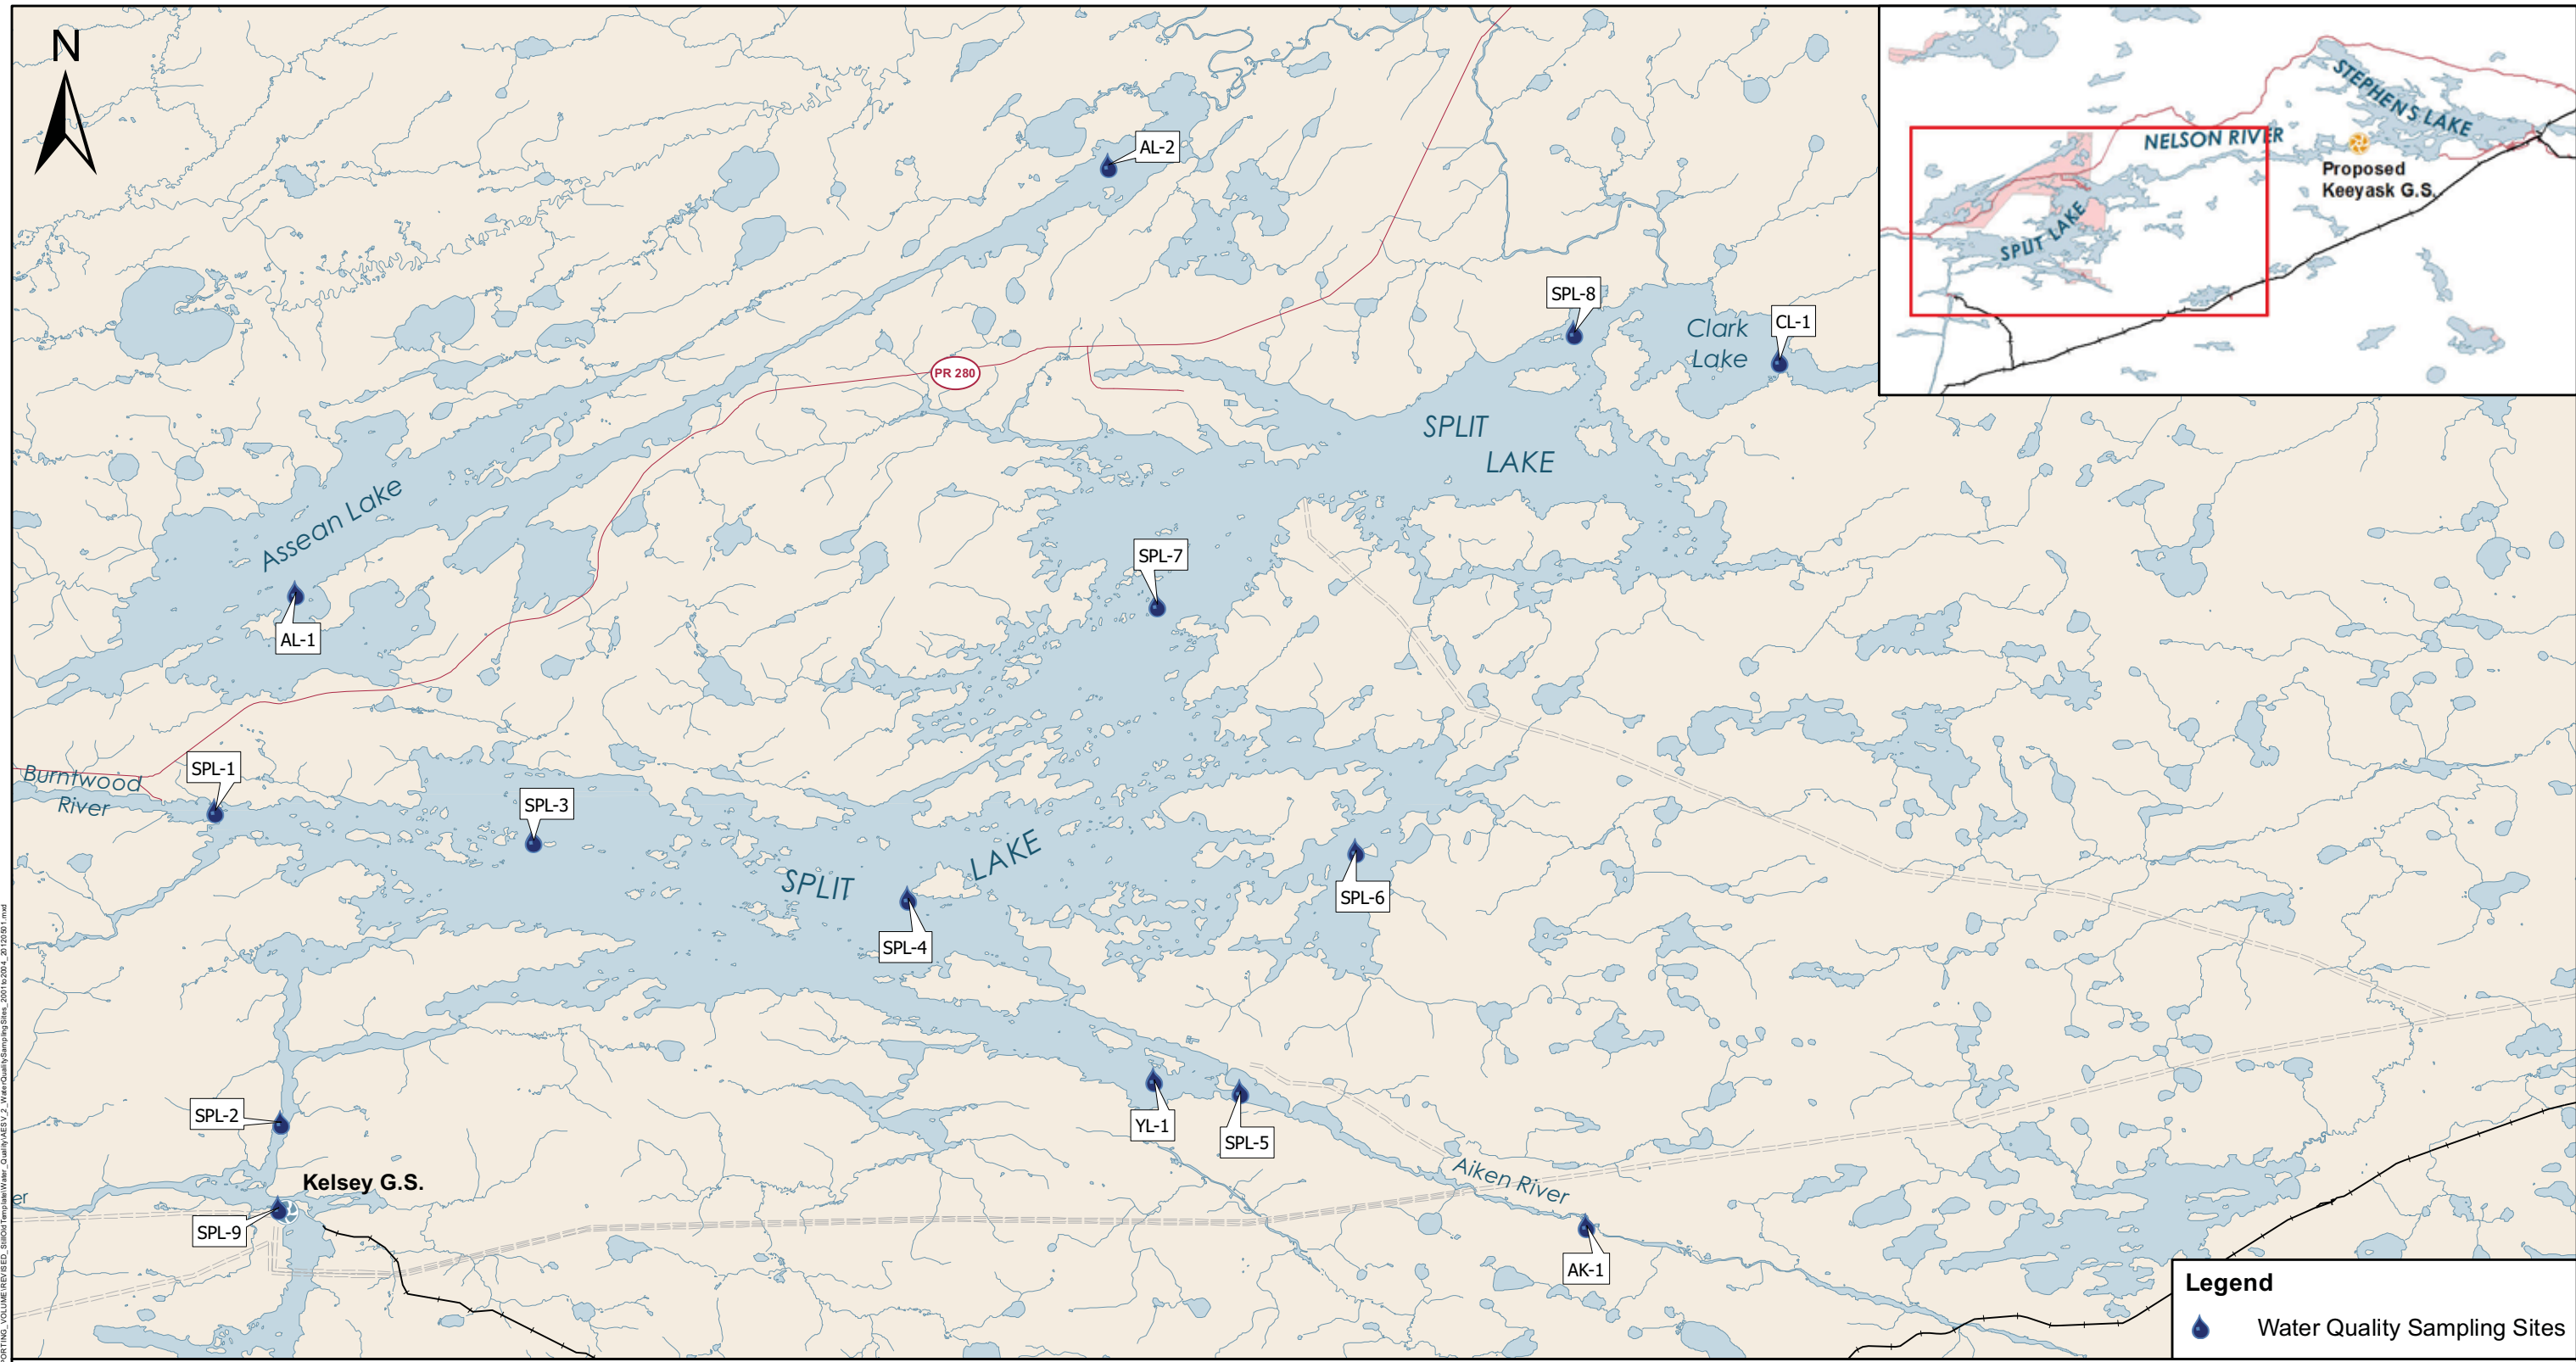 N
AL-2
STEPHENS LAKE
NELSON RIVER
Proposed
Keeyask G.S.
SPLIT LAKE
SPL-8
Clark
Lake
CL-1
PR 280
SPLIT
LAKE
Assean Lake
SPL-7
AL-1
Burntwood
River
SPL-1
SPL-3
SPLIT
LAKE
SPL-4
SPL-6
SPL-2
YL-1
SPL-5
Kelsey G.S.
Aiken River
er
SPL-9
AK-1
Legend
Water Quality Sampling Sites